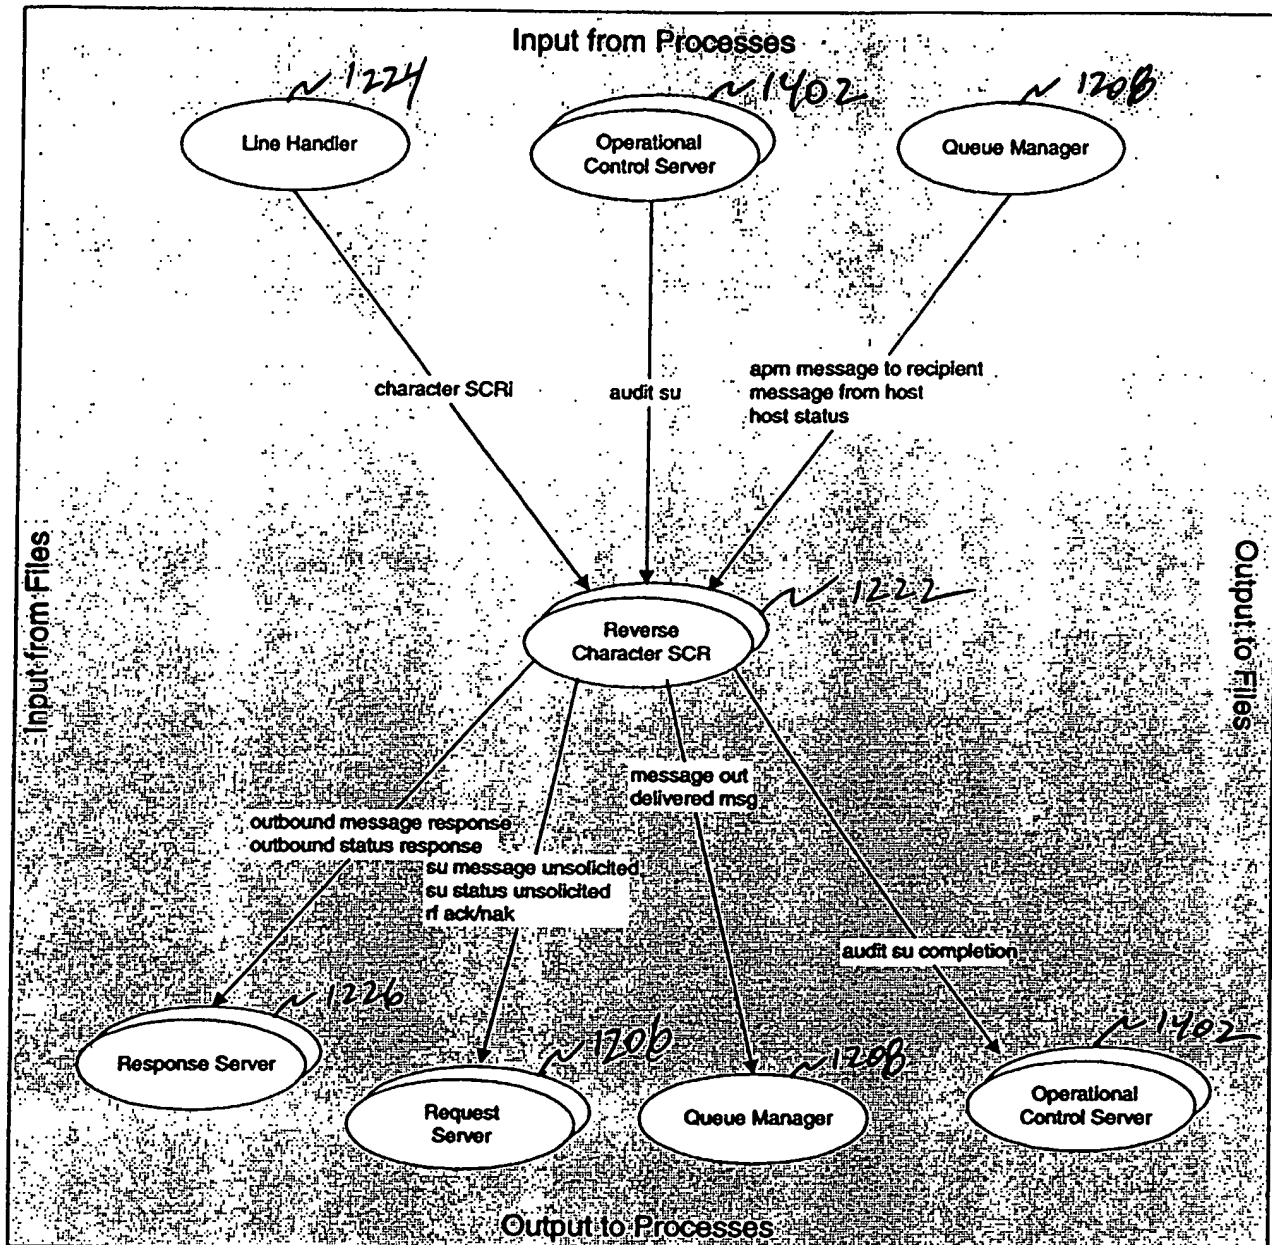 Input from Processes
~ 1224
~ 1402
~ 1208
Line Handler
Operational
Control Server
Queue Manager
character SCRi
audit su
apm message to recipient
message from host
host status
Input from Files
Output to Files
~ 1222
Reverse
Character SCR
message out
delivered msg
outbound message response
outbound status response
su message unsolicited
su status unsolicited
rf ack/nak
audit su completion
~ 1226
~ 1206
~ 1208
~ 1402
Response Server
Request
Server
Queue Manager
Operational
Control Server
Output to Processes